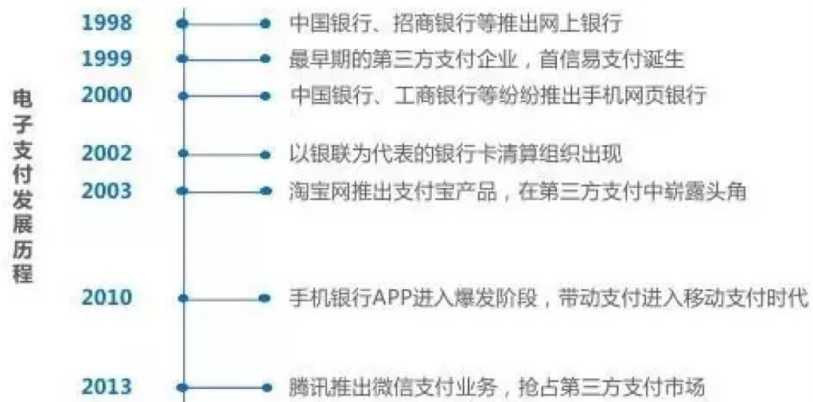 电子支付发展历程
1998 中国银行、招商银行等推出网上银行
1999 最早期的第三方支付企业，首信易支付诞生
2000 中国银行、工商银行等纷纷推出手机网页银行
2002 以银联为代表的银行卡清算组织出现
2003 淘宝网推出支付宝产品，在第三方支付中崭露头角
2010 手机银行APP进入爆发阶段，带动支付进入移动支付时代
2013 腾讯推出微信支付业务，抢占第三方支付市场